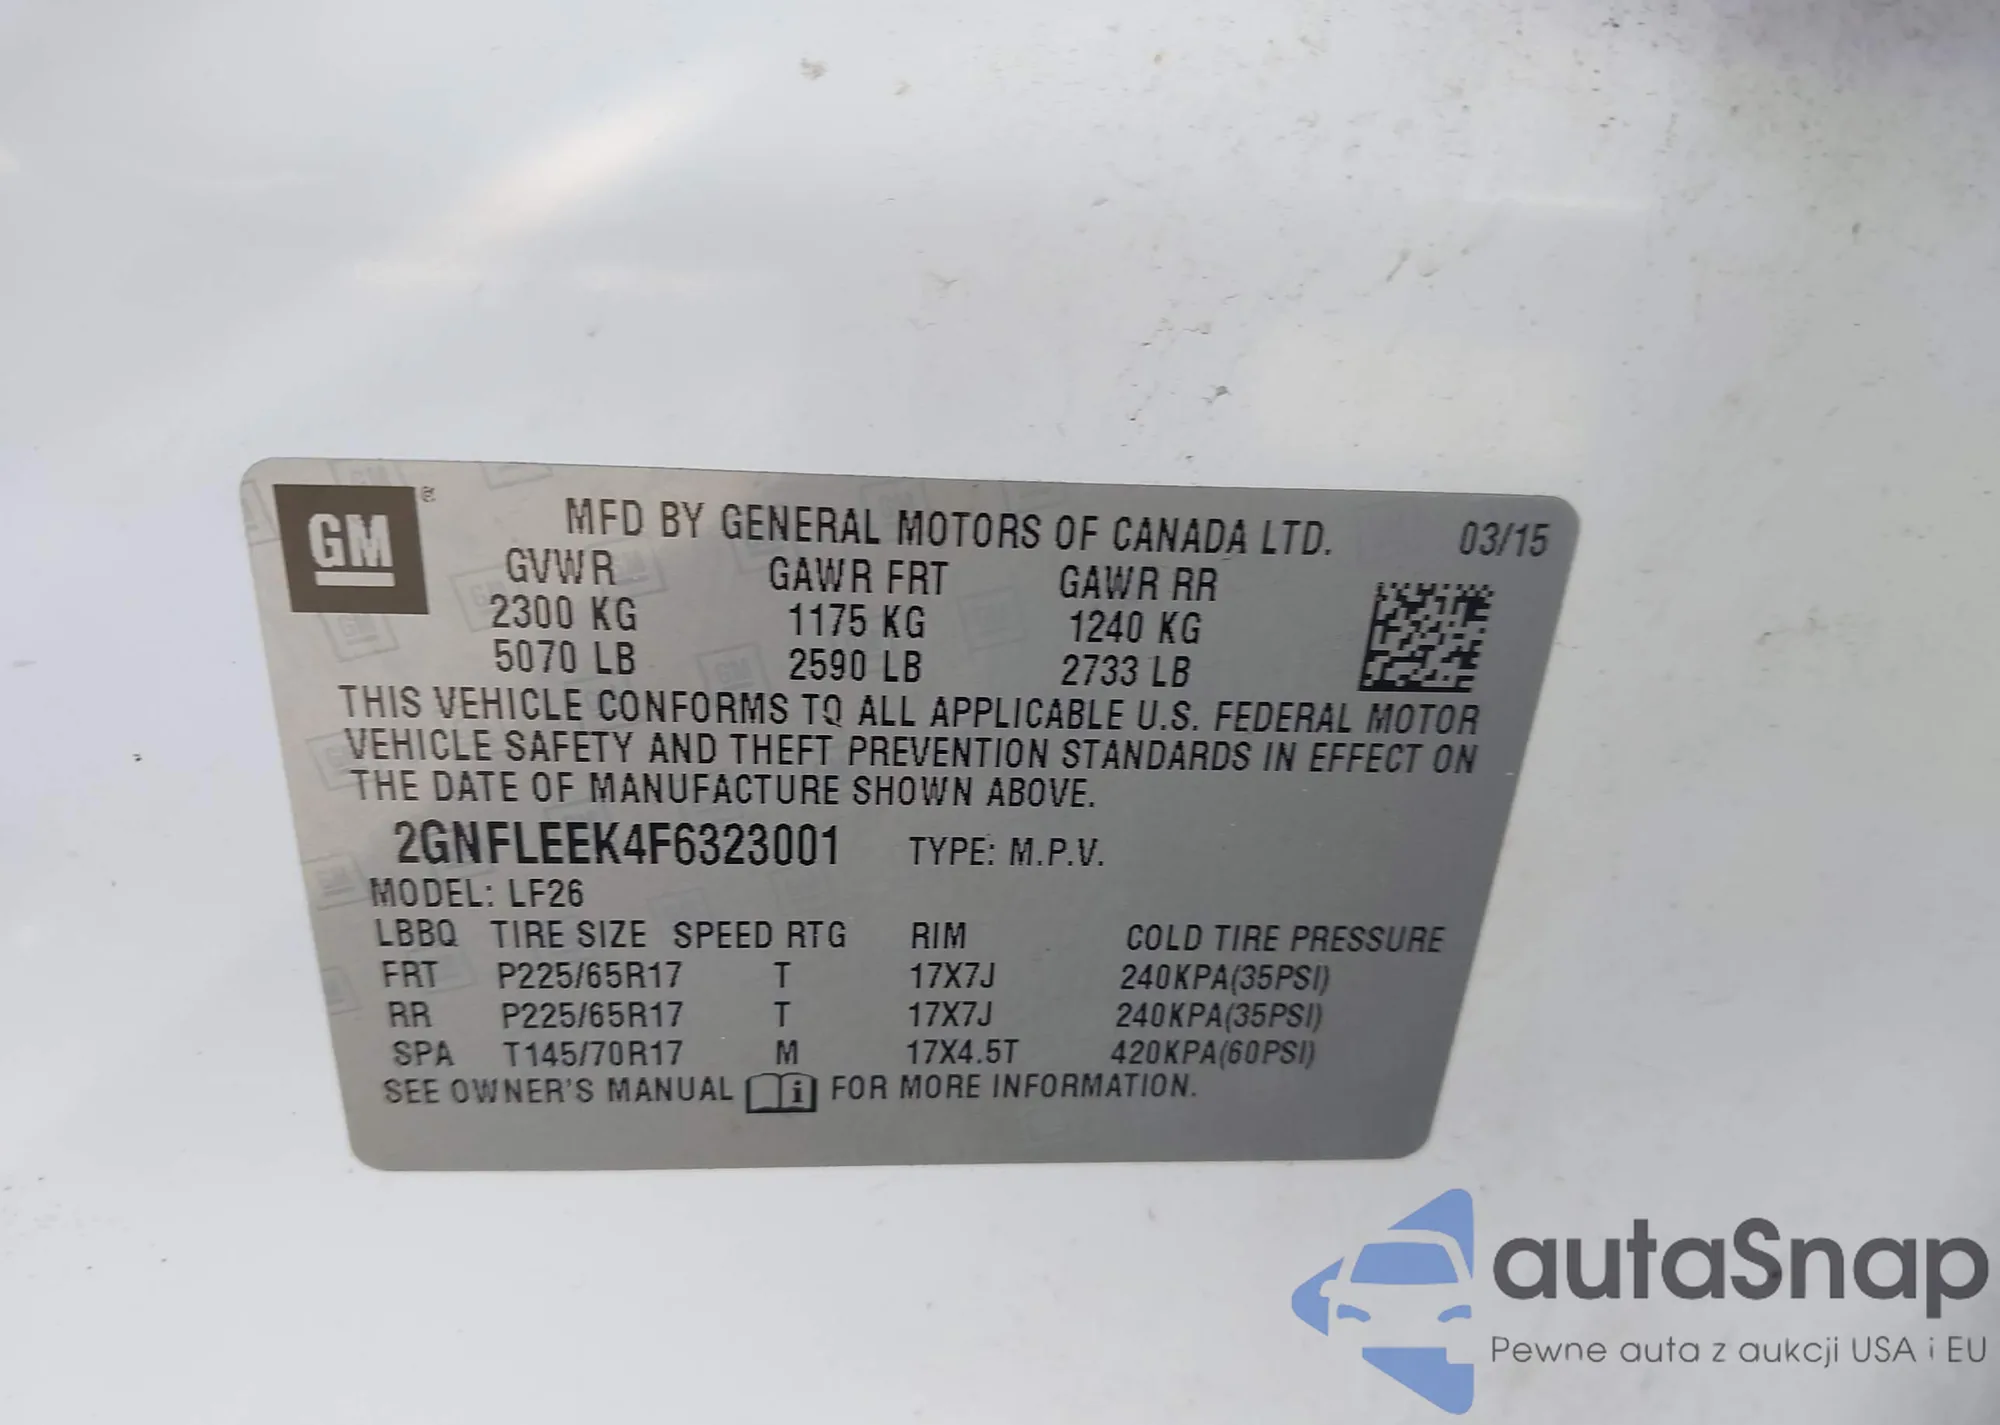 GM ®
MFD BY GENERAL MOTORS OF CANADA LTD. 03/15
GVWR GAWR FRT GAWR RR
2300 KG 1175 KG 1240 KG
5070 LB 2590 LB 2733 LB
THIS VEHICLE CONFORMS TO ALL APPLICABLE U.S. FEDERAL MOTOR
VEHICLE SAFETY AND THEFT PREVENTION STANDARDS IN EFFECT ON
THE DATE OF MANUFACTURE SHOWN ABOVE.
2GNFLEEK4F6323001 TYPE: M.P.V.
MODEL: LF26
LBBQ TIRE SIZE SPEED RTG RIM COLD TIRE PRESSURE
FRT P225/65R17 T 17X7J 240KPA(35PSI)
RR P225/65R17 T 17X7J 240KPA(35PSI)
SPA T145/70R17 M 17X4.5T 420KPA(60PSI)
SEE OWNER'S MANUAL i FOR MORE INFORMATION.
autaSnap
Pewne auta z aukcji USA i EU